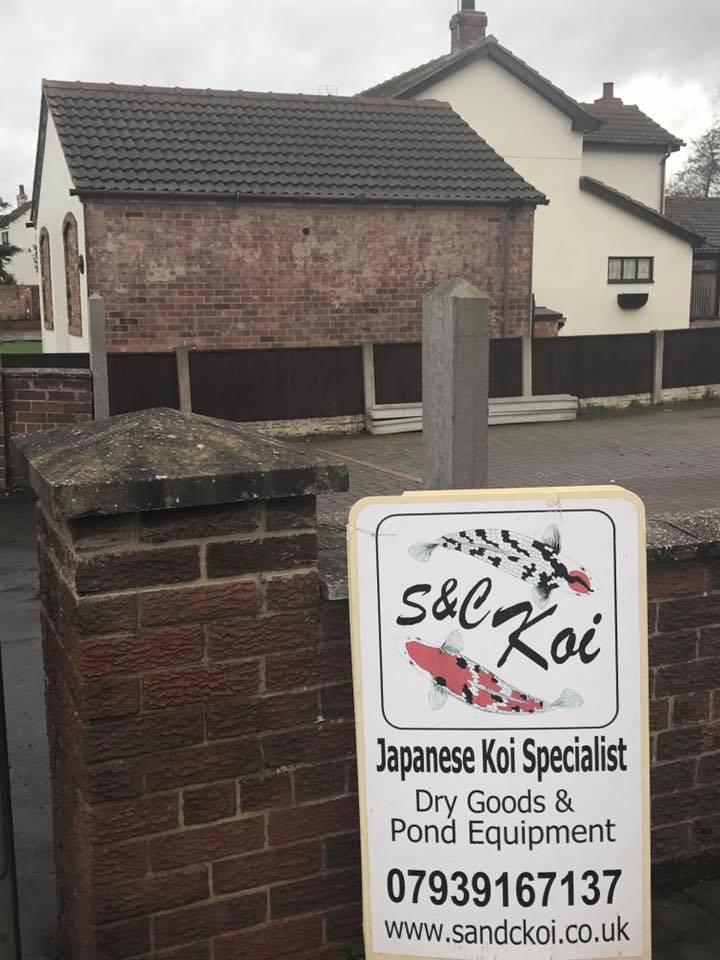 S&C
Koi
Japanese Koi Specialist
Dry Goods &
Pond Equipment
07939167137
www.sandckoi.co.uk